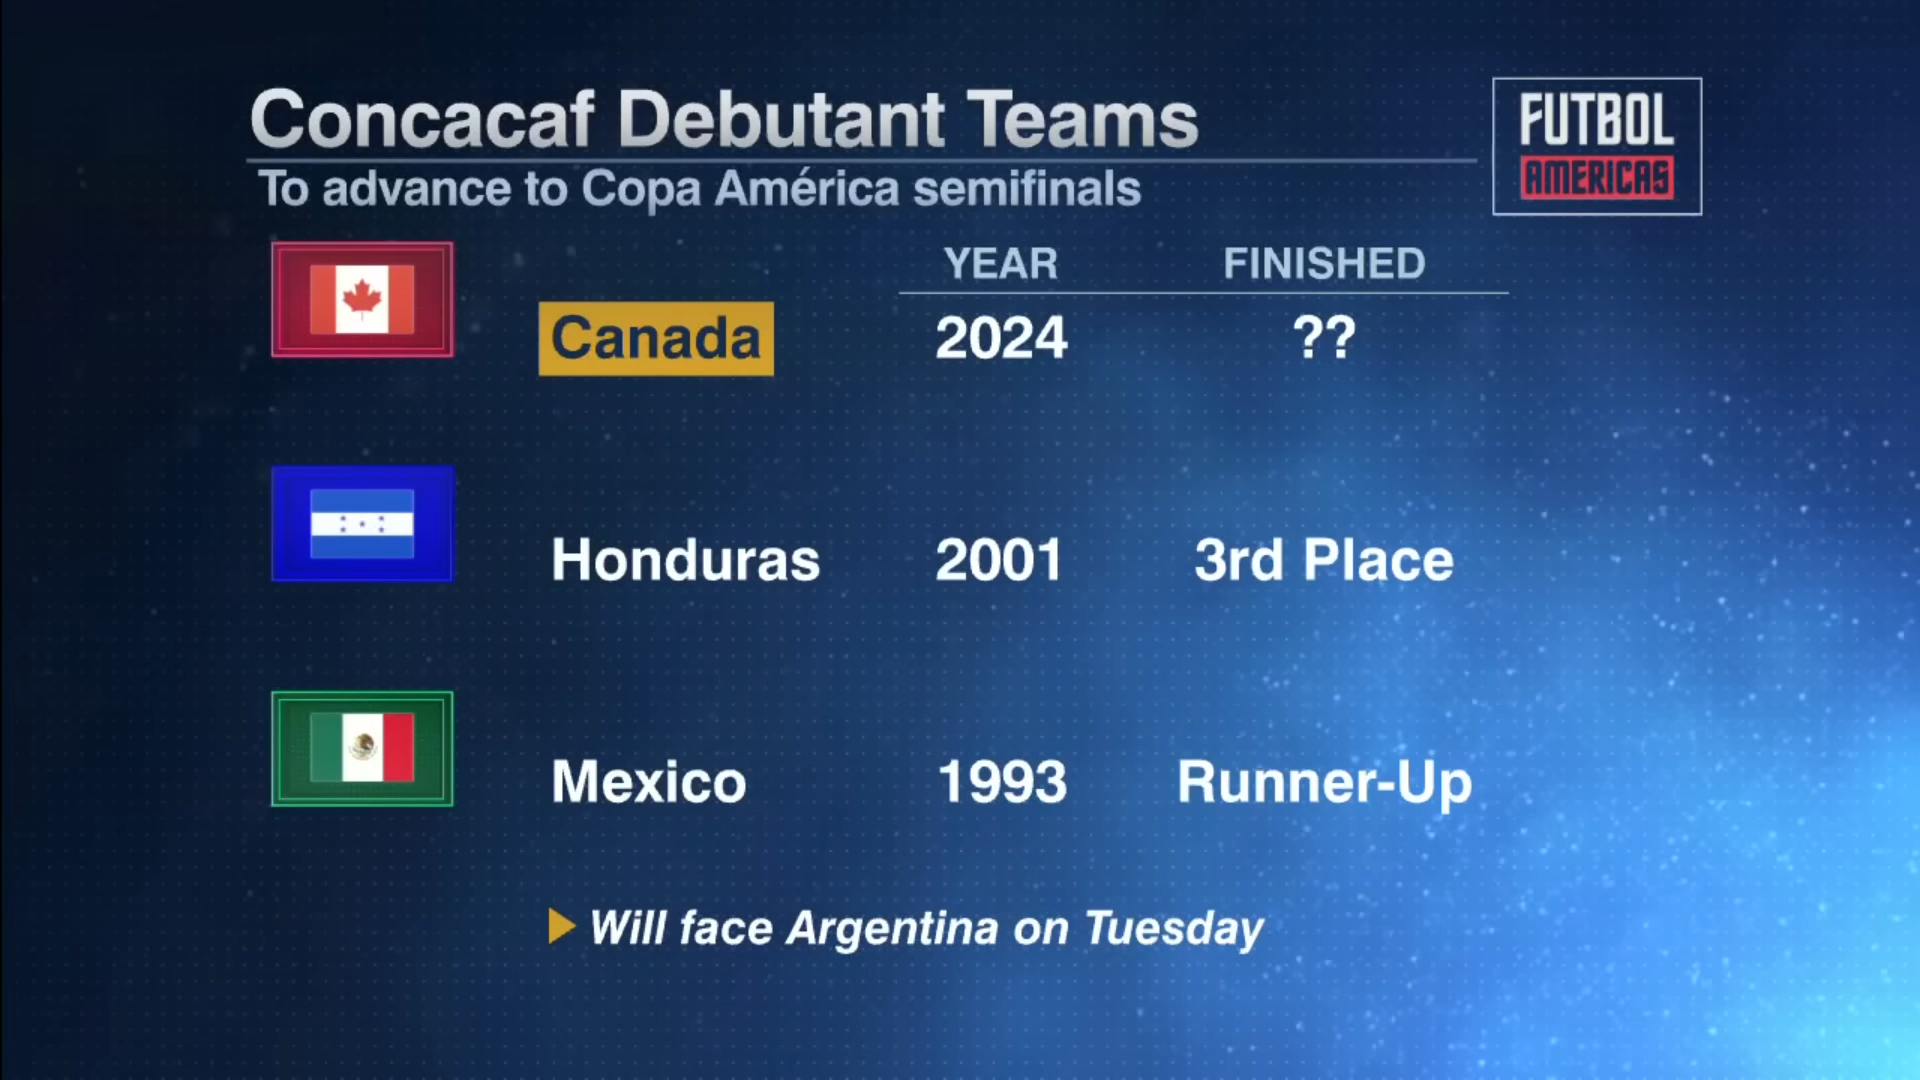 Concacaf Debutant Teams
To advance to Copa América semifinals
FUTBOL
AMERICAS
YEAR FINISHED
Canada 2024 ??
Honduras 2001 3rd Place
Mexico 1993 Runner-Up
Will face Argentina on Tuesday